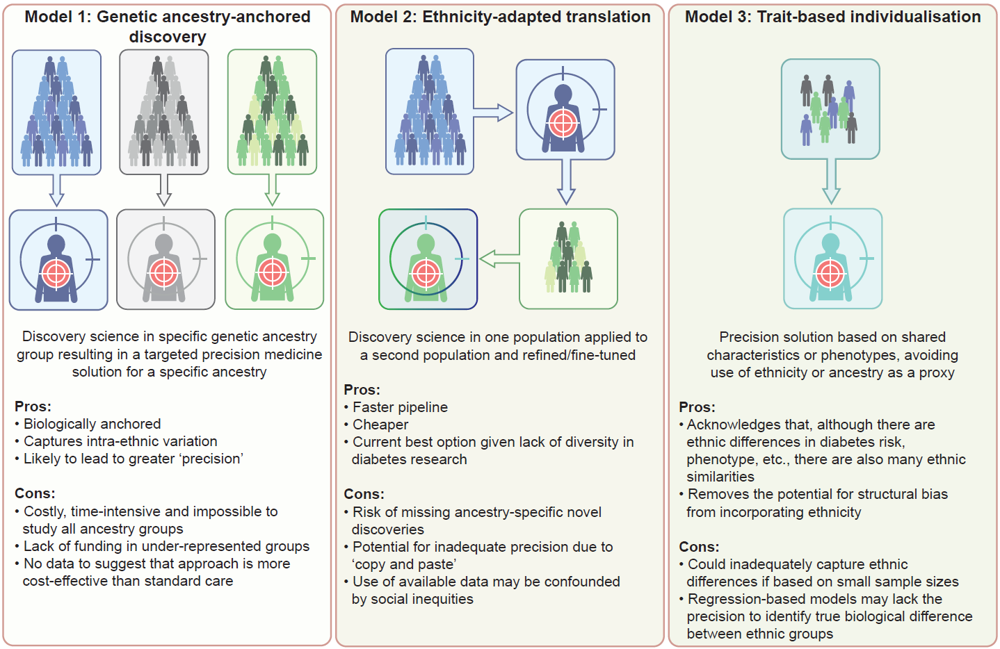 Model 1: Genetic ancestry-anchored
discovery
Discovery science in specific genetic ancestry
group resulting in a targeted precision medicine
solution for a specific ancestry
Pros:
• Biologically anchored
• Captures intra-ethnic variation
• Likely to lead to greater ‘precision’
Cons:
• Costly, time-intensive and impossible to
study all ancestry groups
• Lack of funding in under-represented groups
• No data to suggest that approach is more
cost-effective than standard care
Model 2: Ethnicity-adapted translation
Discovery science in one population applied to
a second population and refined/fine-tuned
Pros:
• Faster pipeline
• Cheaper
• Current best option given lack of diversity in
diabetes research
Cons:
• Risk of missing ancestry-specific novel
discoveries
• Potential for inadequate precision due to
‘copy and paste’
• Use of available data may be confounded
by social inequities
Model 3: Trait-based individualisation
Precision solution based on shared
characteristics or phenotypes, avoiding
use of ethnicity or ancestry as a proxy
Pros:
• Acknowledges that, although there are
ethnic differences in diabetes risk,
phenotype, etc., there are also many ethnic
similarities
• Removes the potential for structural bias
from incorporating ethnicity
Cons:
• Could inadequately capture ethnic
differences if based on small sample sizes
• Regression-based models may lack the
precision to identify true biological difference
between ethnic groups